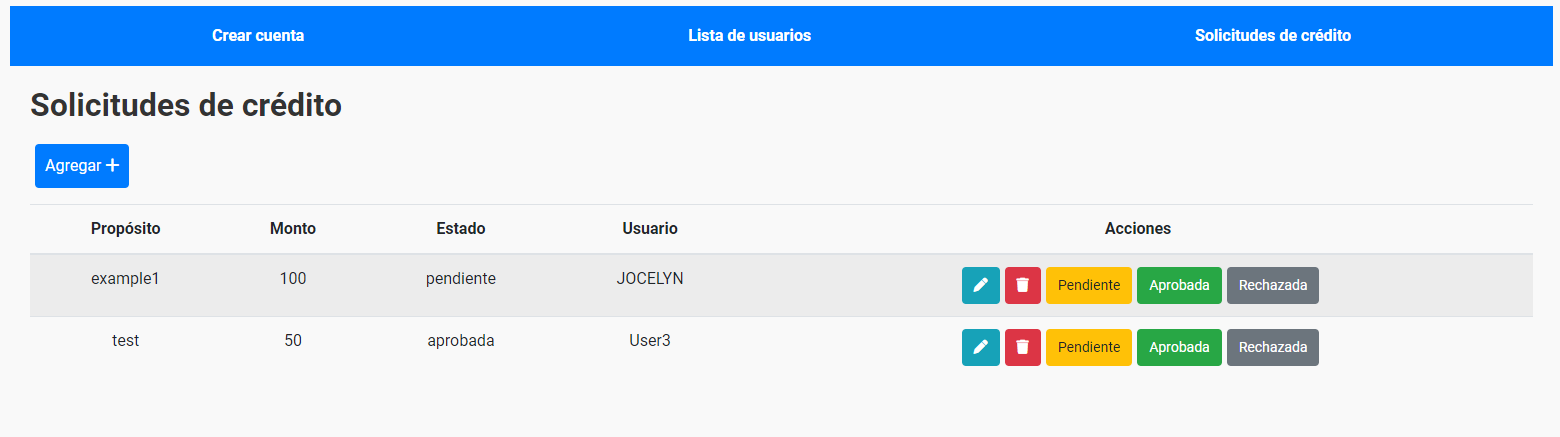 Crear cuenta Lista de usuarios Solicitudes de crédito
Solicitudes de crédito
Agregar
Propósito Monto Estado Usuario Acciones
example1 100 pendiente JOCELYN Pendiente Aprobada Rechazada
test 50 aprobada User3 Pendiente Aprobada Rechazada